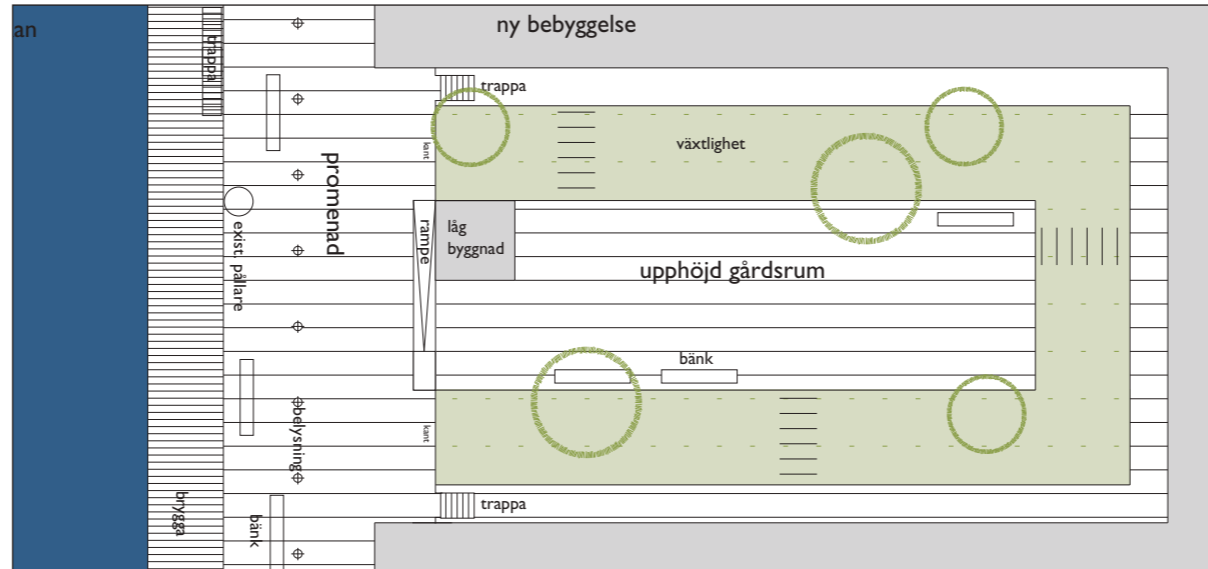 an
ny bebyggelse
trappa
trappa
växtlighet
kant
promenad
exist. pållare
rampe
låg
byggnad
upphöjd gårdsrum
bänk
belysning
kant
trappa
brygga
bänk